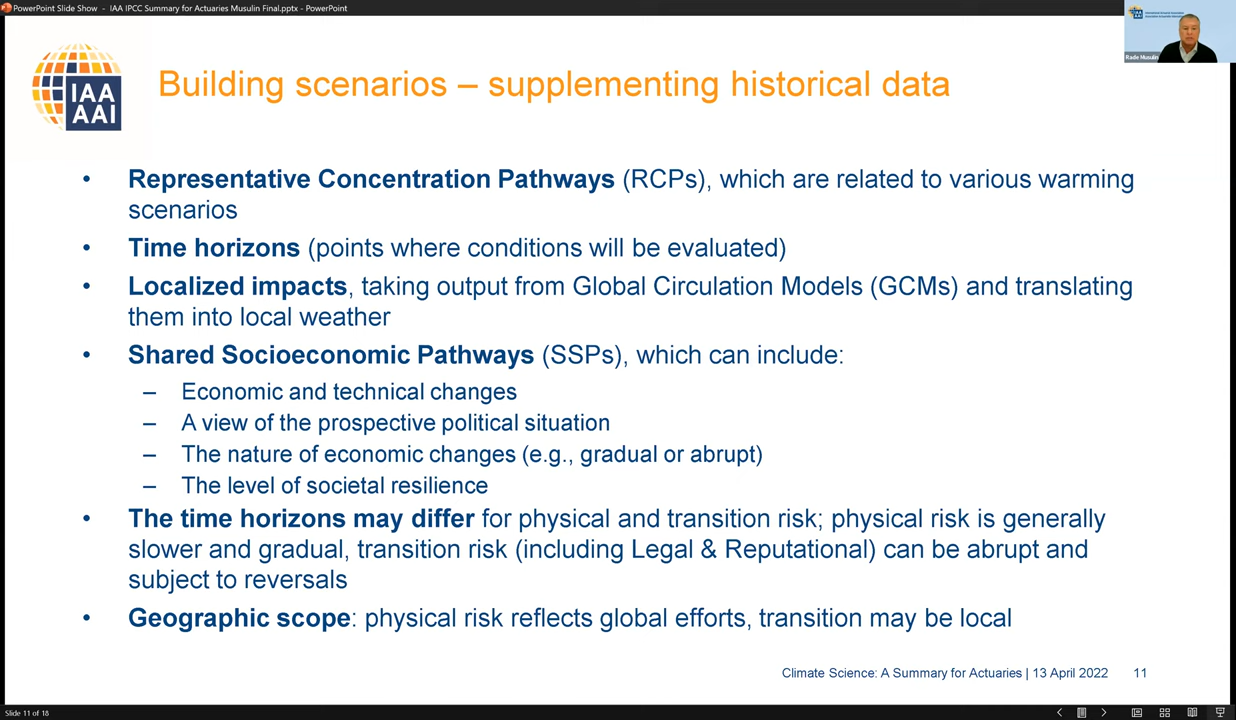 PowerPoint Slide Show - IAA IPCC Summary for Actuaries Musulin Final.pptx - PowerPoint
Rade Musulin
IAA
AAI
Building scenarios – supplementing historical data
• Representative Concentration Pathways (RCPs), which are related to various warming
scenarios
• Time horizons (points where conditions will be evaluated)
• Localized impacts, taking output from Global Circulation Models (GCMs) and translating
them into local weather
• Shared Socioeconomic Pathways (SSPs), which can include:
– Economic and technical changes
– A view of the prospective political situation
– The nature of economic changes (e.g., gradual or abrupt)
– The level of societal resilience
• The time horizons may differ for physical and transition risk; physical risk is generally
slower and gradual, transition risk (including Legal & Reputational) can be abrupt and
subject to reversals
• Geographic scope: physical risk reflects global efforts, transition may be local
Climate Science: A Summary for Actuaries | 13 April 2022 11
Slide 11 of 18